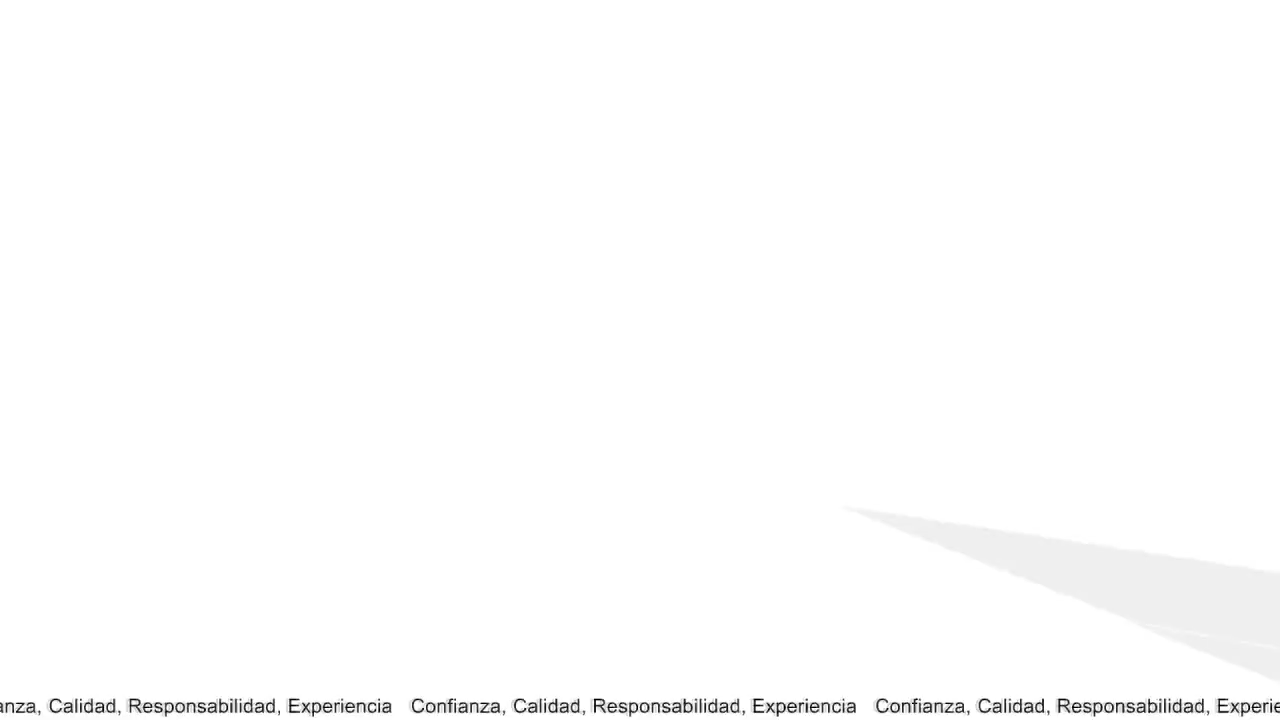 anza, Calidad, Responsabilidad, Experiencia Confianza, Calidad, Responsabilidad, Experiencia Confianza, Calidad, Responsabilidad, Experie